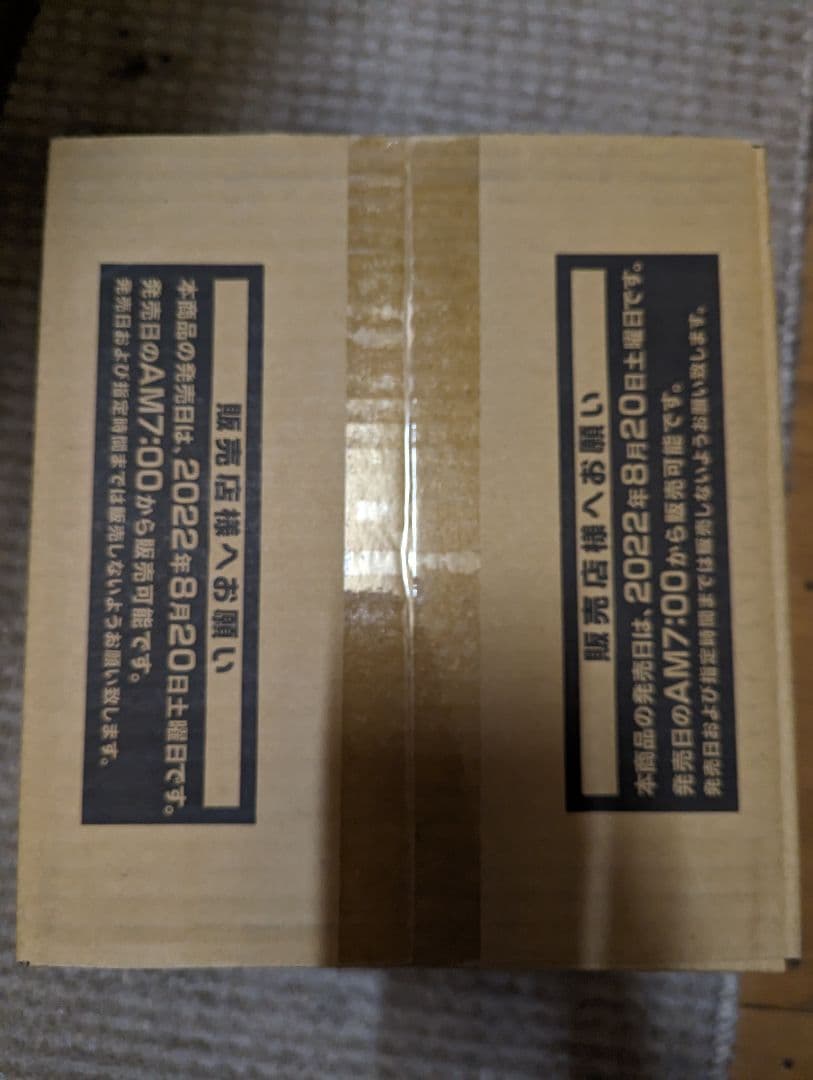 販売店様へお願い
本商品の発売日は、2022年8月20日土曜日です。
発売日のAM7:00から販売可能です。
発売日および指定時間までは販売しないようお願い致します。
販売店様へお願い
本商品の発売日は、2022年8月20日土曜日です。
発売日のAM7:00から販売可能です。
発売日および指定時間までは販売しないようお願い致します。